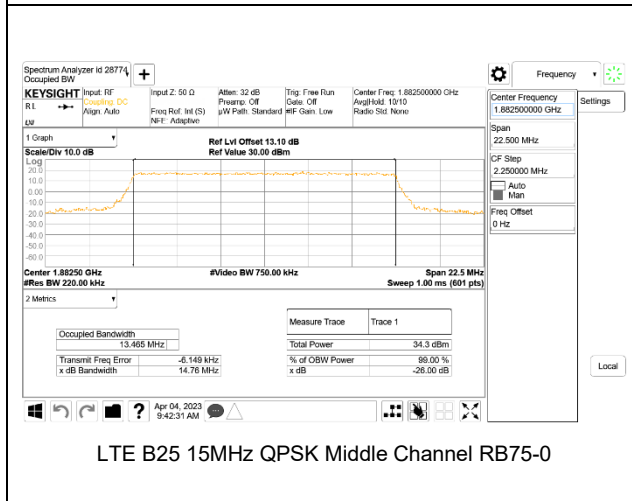 Spectrum Analyzer Id 28774
Occupied BW
Frequency
KEYSIGHT Input: RF Input Z: 50 Ω Atten: 32 dB Trig: Free Run Center Freq: 1.882500000 GHz
RL Coupling: DC Preamp: Off Gate: Off Avg|Hold: 10/10
Align: Auto Freq Ref: Int (S) µW Path: Standard #IF Gain: Low Radio Std: None
NFE: Adaptive
Center Frequency
1.882500000 GHz
Settings
Span
22.500 MHz
CF Step
2.250000 MHz
Auto
Man
Freq Offset
0 Hz
1 Graph
Ref Lvl Offset 13.10 dB
Scale/Div 10.0 dB Ref Value 30.00 dBm
Log
20.0
10.0
0.00
-10.0
-20.0
-30.0
-40.0
-50.0
-60.0
Center 1.88250 GHz #Video BW 750.00 kHz Span 22.5 MHz
#Res BW 220.00 kHz Sweep 1.00 ms (601 pts)
2 Metrics
Measure Trace Trace 1
Occupied Bandwidth
13.465 MHz Total Power 34.3 dBm
Transmit Freq Error -6.149 kHz % of OBW Power 99.00 %
x dB Bandwidth 14.76 MHz x dB -26.00 dB
Local
? Apr 04, 2023
9:42:31 AM
LTE B25 15MHz QPSK Middle Channel RB75-0